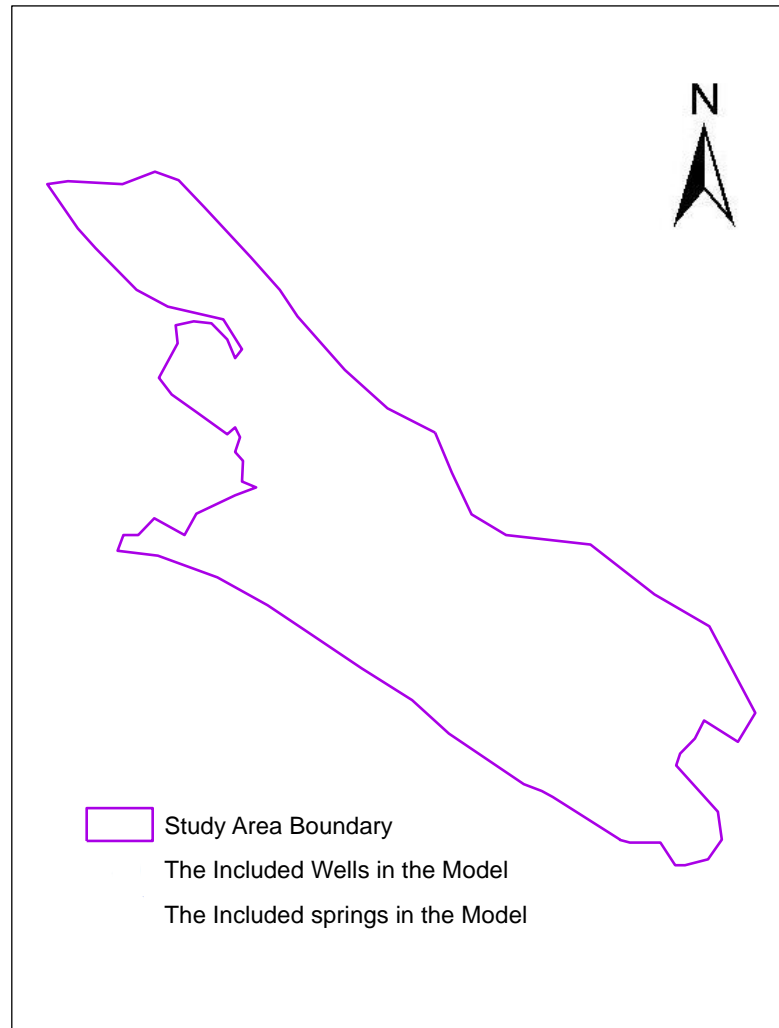 N
Study Area Boundary
The Included Wells in the Model
The Included springs in the Model